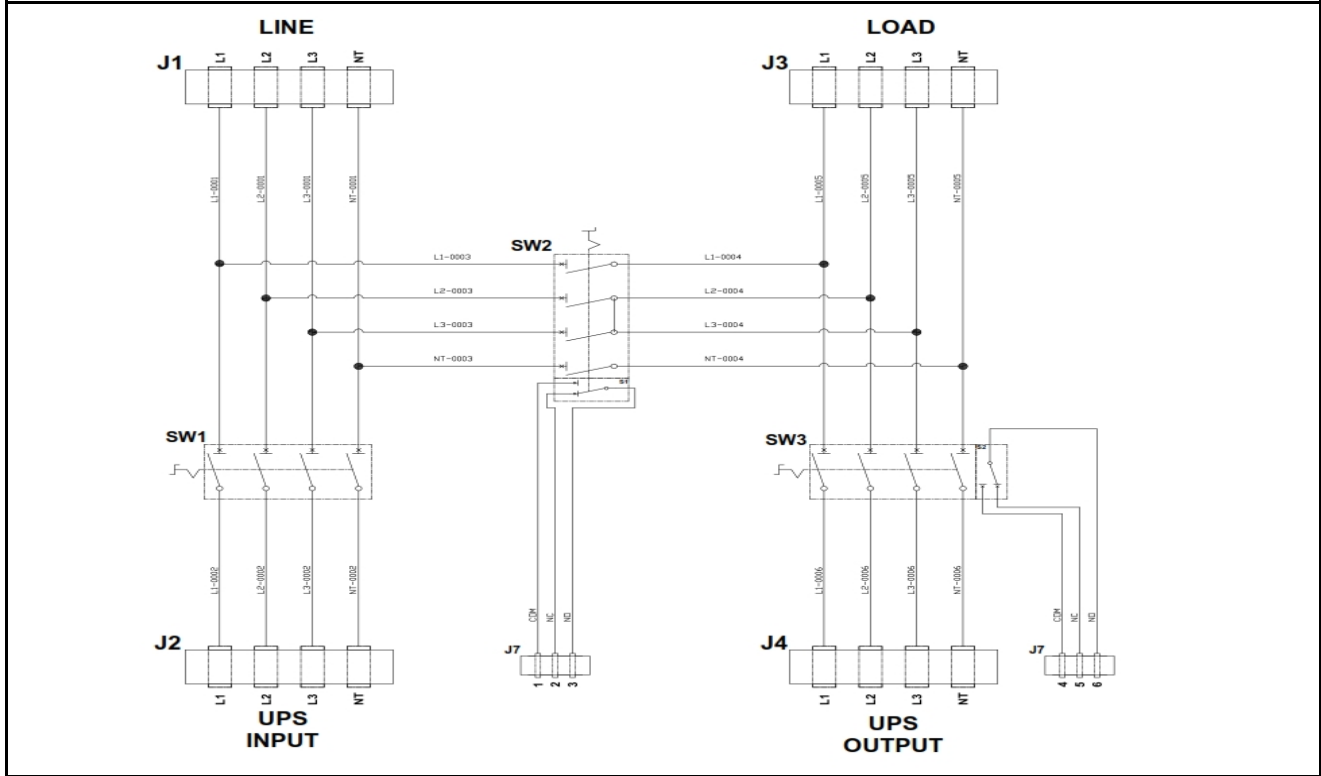 LINE
LOAD
J1
L1 L2 L3 NT
J3
L1 L2 L3 NT
L1-0001 L2-0001 L3-0001 NT-0001
L1-0005 L2-0005 L3-0005 NT-0005
SW2
L1-0003 L1-0004
L2-0003 L2-0004
L3-0003 L3-0004
NT-0003 NT-0004
S1
SW1
SW3
S2
L1-0002 L2-0002 L3-0002 NT-0002
COM NC NO
L1-0006 L2-0006 L3-0006 NT-0006
COM NC NO
J2
J7
J4
J7
1 2 3
4 5 6
L1 L2 L3 NT
L1 L2 L3 NT
UPS
INPUT
UPS
OUTPUT